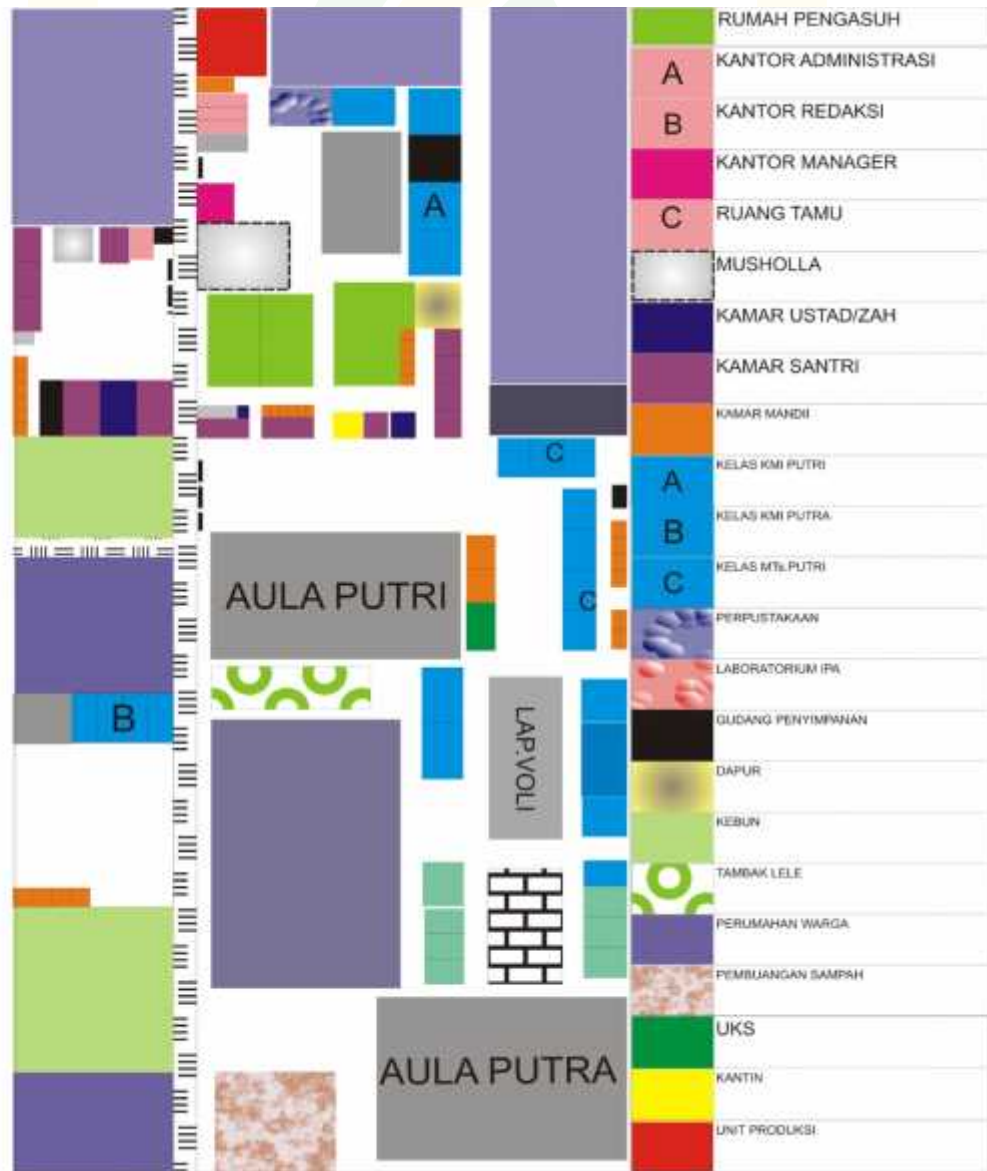 A
C
AULA PUTRI
C
B
LAP.VOLI
AULA PUTRA
RUMAH PENGASUH
A KANTOR ADMINISTRASI
B KANTOR REDAKSI
KANTOR MANAGER
C RUANG TAMU
MUSHOLLA
KAMAR USTAD/ZAH
KAMAR SANTRI
KAMAR MANDII
A KELAS KMI PUTRI
B KELAS KMI PUTRA
C KELAS MTs.PUTRI
PERPUSTAKAAN
LABORATORIUM IPA
GUDANG PENYIMPANAN
DAPUR
KEBUN
TAMBAK LELE
PERUMAHAN WARGA
PEMBUANGAN SAMPAH
UKS
KANTIN
UNIT PRODUKSI